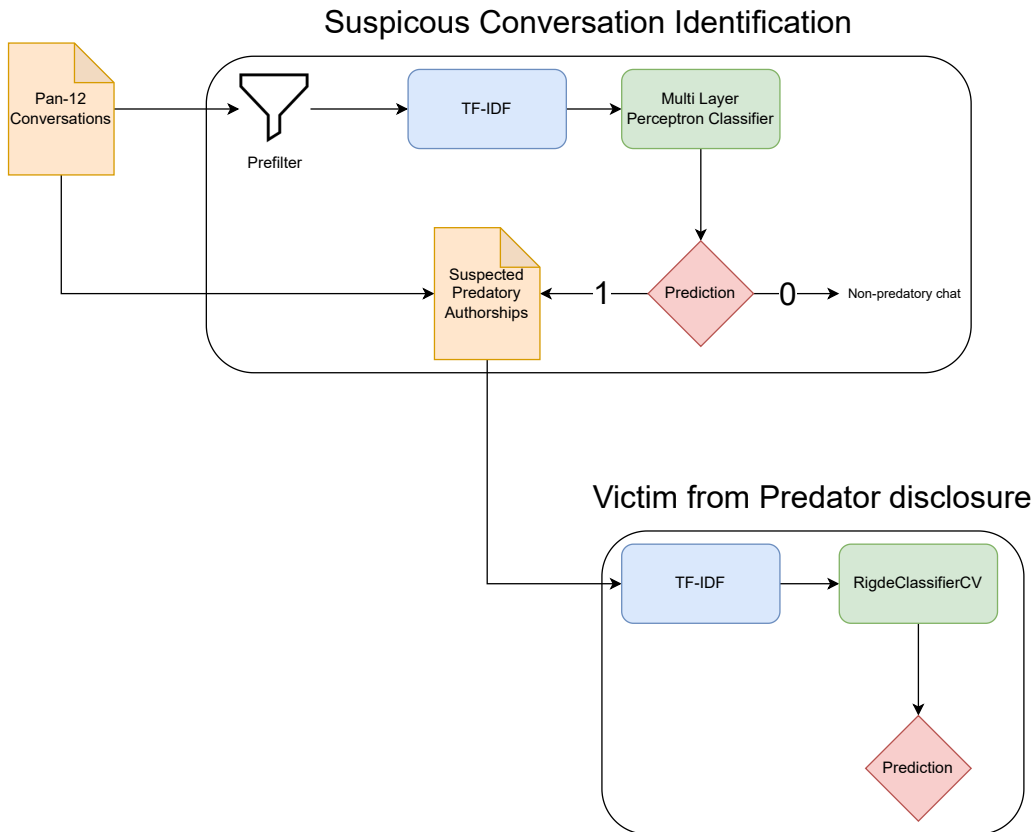 Suspicous Conversation Identification
Pan-12
Conversations
Prefilter
TF-IDF
Multi Layer
Perceptron Classifier
Suspected
Predatory
Authorships
1
Prediction
0
Non-predatory chat
Victim from Predator disclosure
TF-IDF
RigdeClassifierCV
Prediction